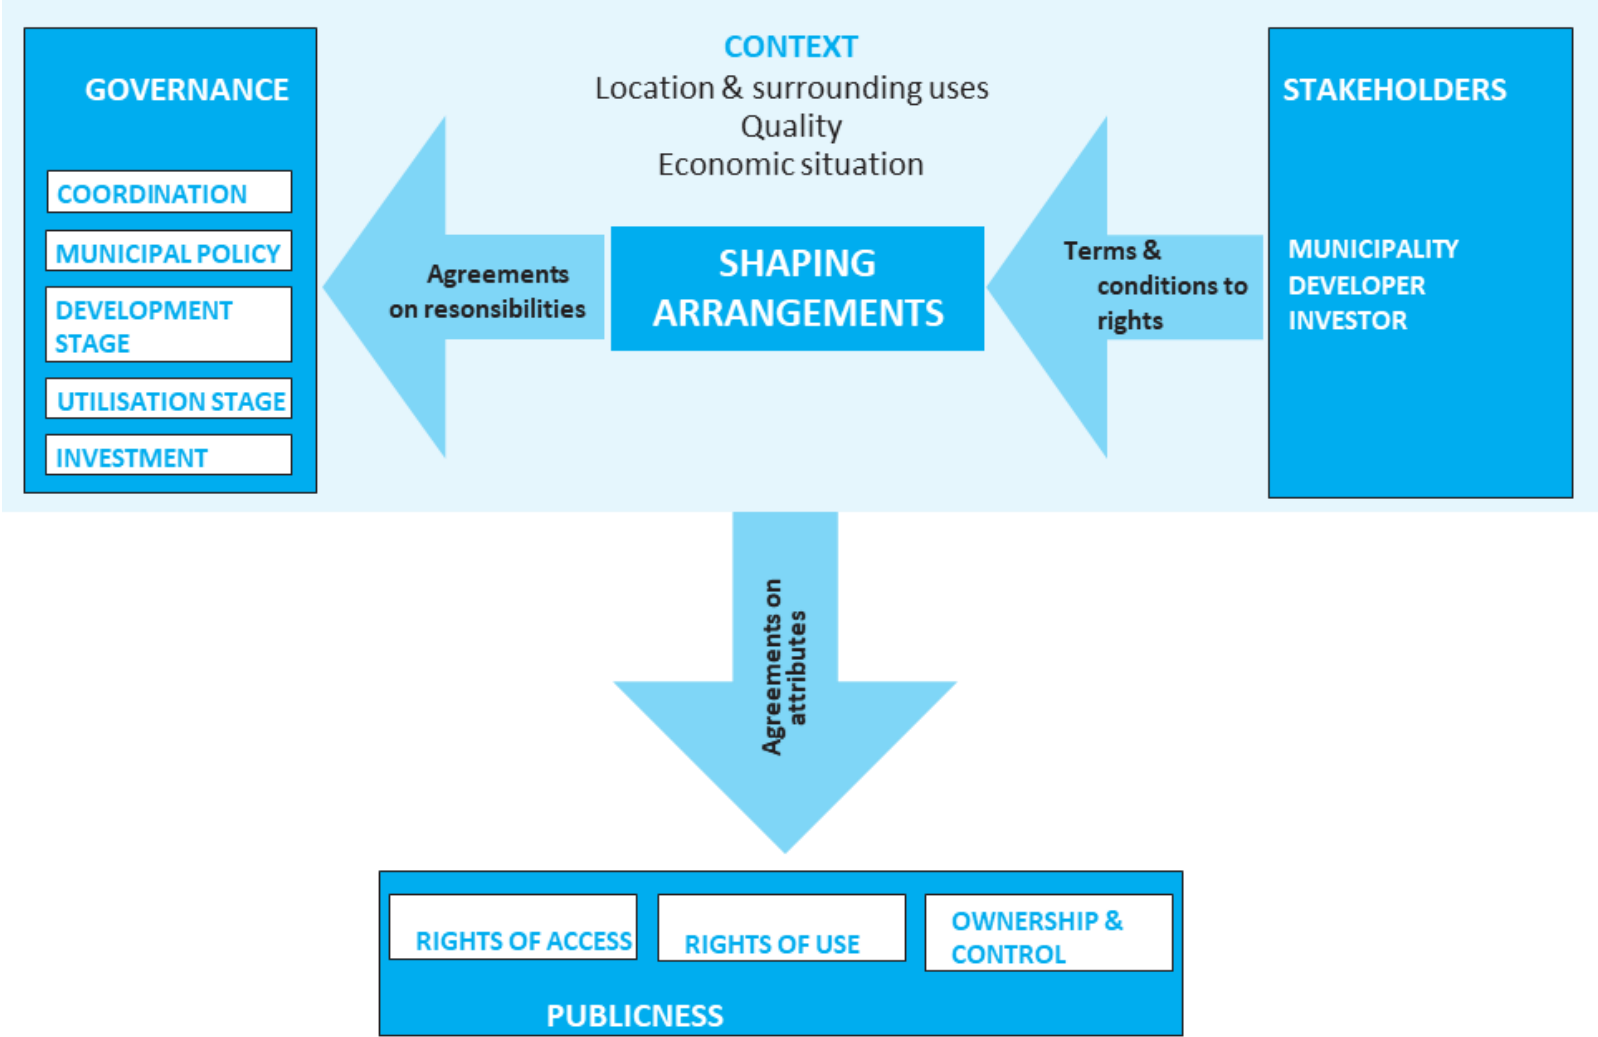 GOVERNANCE
COORDINATION
MUNICIPAL POLICY
DEVELOPMENT
STAGE
UTILISATION STAGE
INVESTMENT
CONTEXT
Location & surrounding uses
Quality
Economic situation
Agreements
on resonsibilities
SHAPING
ARRANGEMENTS
Terms &
conditions to
rights
STAKEHOLDERS
MUNICIPALITY
DEVELOPER
INVESTOR
Agreements on
attributes
RIGHTS OF ACCESS
RIGHTS OF USE
OWNERSHIP &
CONTROL
PUBLICNESS